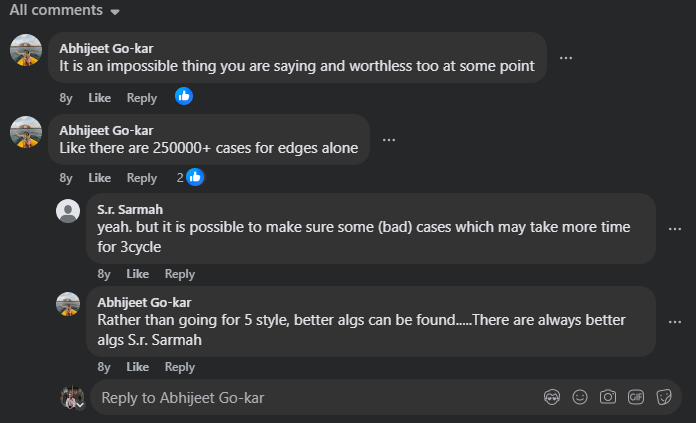 All comments
Abhijeet Go-kar
It is an impossible thing you are saying and worthless too at some point
8y Like Reply
Abhijeet Go-kar
Like there are 250000+ cases for edges alone
8y Like Reply 2
S.r. Sarmah
yeah. but it is possible to make sure some (bad) cases which may take more time
for 3cycle
8y Like Reply
Abhijeet Go-kar
Rather than going for 5 style, better algs can be found.....There are always better
algs S.r. Sarmah
8y Like Reply
Reply to Abhijeet Go-kar
GIF